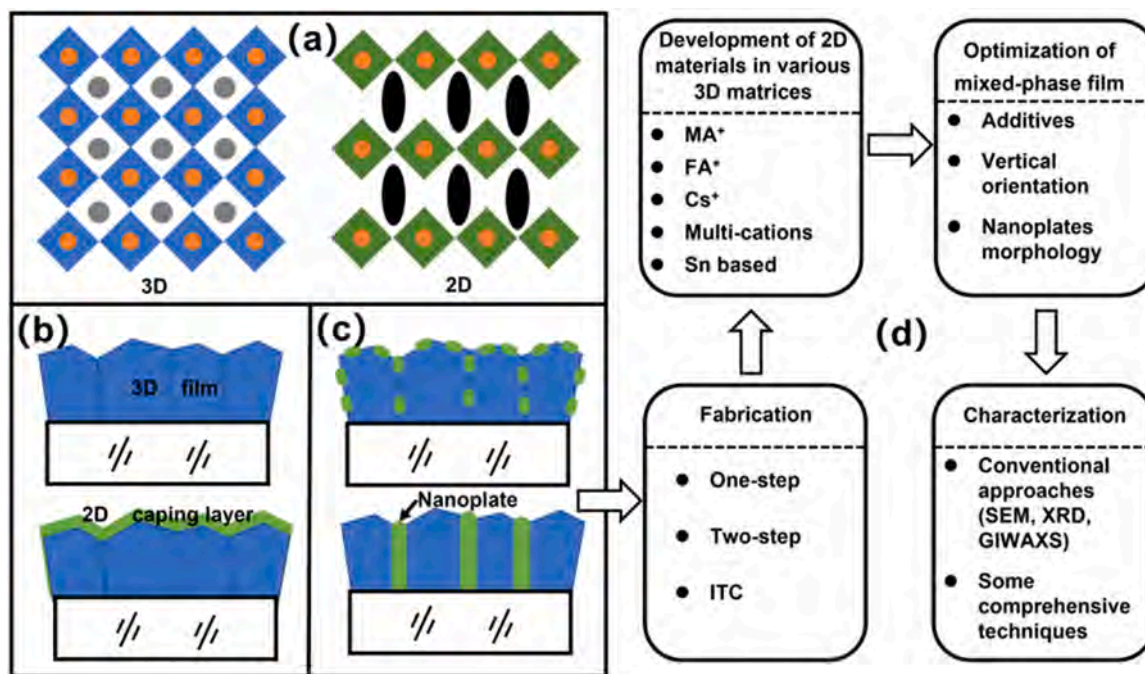 (a)
3D
2D
(b)
3D film
2D caping layer
(c)
Nanoplate
Development of 2D
materials in various
3D matrices
MA⁺
FA⁺
Cs⁺
Multi-cations
Sn based
Optimization of
mixed-phase film
Additives
Vertical
orientation
Nanoplates
morphology
(d)
Fabrication
One-step
Two-step
ITC
Characterization
Conventional
approaches
(SEM, XRD,
GIWAXS)
Some
comprehensive
techniques